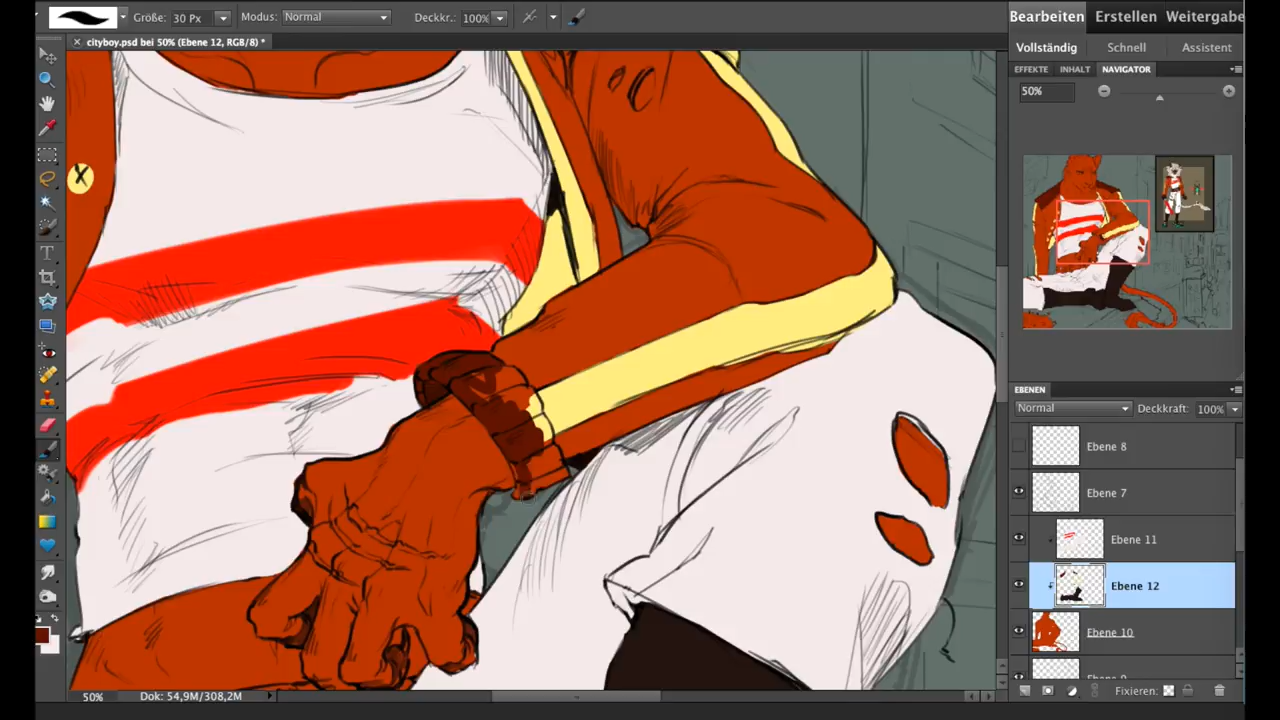 Größe: 30 Px Modus: Normal Deckkr.: 100%
Bearbeiten Erstellen Weitergabe
cityboy.psd bei 50% (Ebene 12, RGB/8) *
Vollständig Schnell Assistent
EFFEKTE INHALT NAVIGATOR
50%
EBENEN
Normal Deckkraft: 100%
Ebene 8
Ebene 7
Ebene 11
Ebene 12
Ebene 10
50% Dok: 54,9M/308,2M Fixieren: